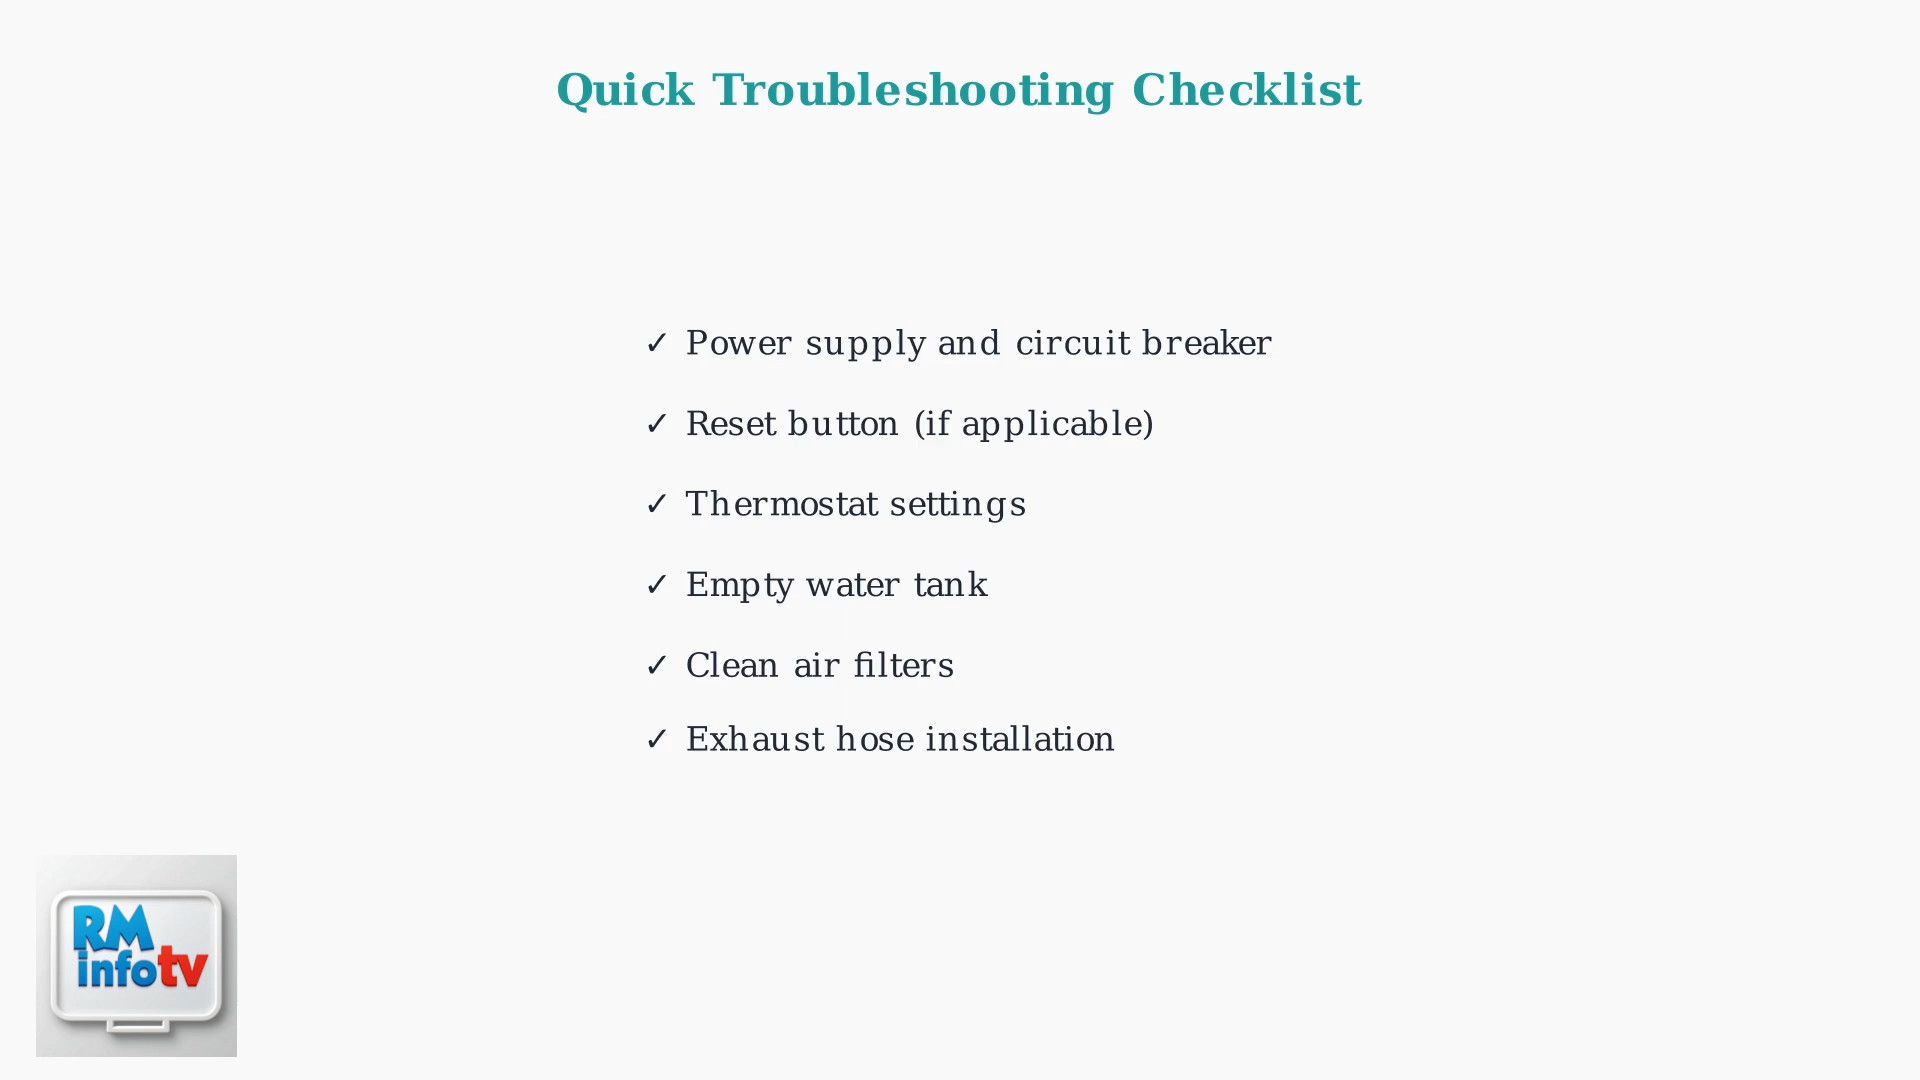 Quick Troubleshooting Checklist
✓ Power supply and circuit breaker
✓ Reset button (if applicable)
✓ Thermostat settings
✓ Empty water tank
✓ Clean air filters
✓ Exhaust hose installation
RM
infotv